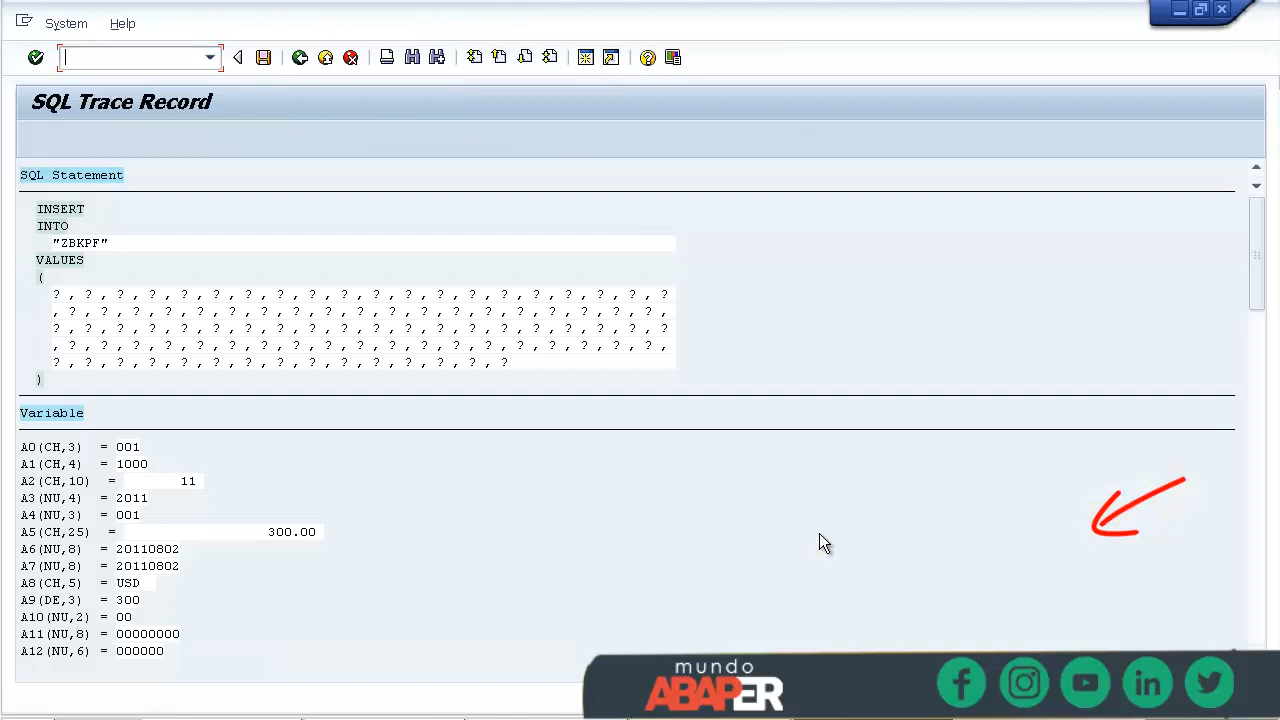 System Help
SQL Trace Record
SQL Statement
INSERT
INTO
"ZBKPF"
VALUES
(
? , ? , ? , ? , ? , ? , ? , ? , ? , ? , ? , ? , ? , ? , ? , ? , ? , ? , ? , ?
, ? , ? , ? , ? , ? , ? , ? , ? , ? , ? , ? , ? , ? , ? , ? , ? , ? , ? , ? ,
? , ? , ? , ? , ? , ? , ? , ? , ? , ? , ? , ? , ? , ? , ? , ? , ? , ? , ? , ?
, ? , ? , ? , ? , ? , ? , ? , ? , ? , ? , ? , ? , ? , ? , ? , ? , ? , ? , ? ,
? , ? , ? , ? , ? , ? , ? , ? , ? , ? , ? , ? , ? , ? , ?
)
Variable
A0(CH,3) = 001
A1(CH,4) = 1000
A2(CH,10) = 11
A3(NU,4) = 2011
A4(NU,3) = 001
A5(CH,25) = 300.00
A6(NU,8) = 20110802
A7(NU,8) = 20110802
A8(CH,5) = USD
A9(DE,3) = 300
A10(NU,2) = 00
A11(NU,8) = 00000000
A12(NU,6) = 000000
mundo
ABAPER